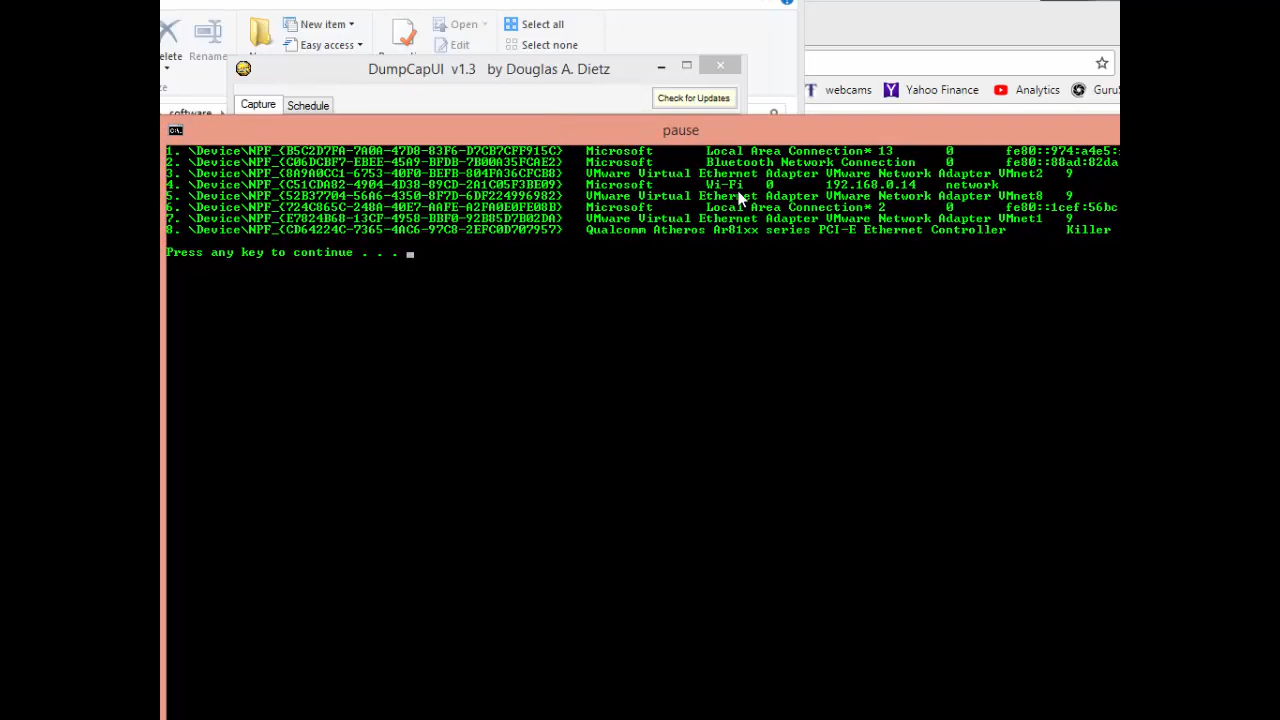 New item
Open
Select all
elete
Rename
Easy access
Edit
Select none
DumpCapUI v1.3 by Douglas A. Dietz
webcams
Yahoo Finance
Analytics
Gurus
Capture
Schedule
Check for Updates
software
pause
1. \Device\NPF_{B5C2D7FA-7A0A-47D8-83F6-D7CB7CFF915C} Microsoft Local Area Connection* 13 0 fe80::974:a4e5:
2. \Device\NPF_{C06DCBF7-EBEE-45A9-BFDB-7B00A35FCAE2} Microsoft Bluetooth Network Connection 0 fe80::88ad:82da
3. \Device\NPF_{8A9A0CC1-6753-40F0-BEFB-804FA36CFCB8} VMware Virtual Ethernet Adapter VMware Network Adapter VMnet2 9
4. \Device\NPF_{C51CDA82-4904-4D38-89CD-2A1C05F3BE09} Microsoft Wi-Fi 0 192.168.0.14 network
5. \Device\NPF_{52B37704-56A6-4350-8F7D-6DF224996982} VMware Virtual Ethernet Adapter VMware Network Adapter VMnet8 9
6. \Device\NPF_{724C865C-248A-40E7-AAFE-A2FA0E0FE08B} Microsoft Local Area Connection* 2 0 fe80::1cef:56bc
7. \Device\NPF_{E7824B68-13CF-4958-BBF0-92B85D7B02DA} VMware Virtual Ethernet Adapter VMware Network Adapter VMnet1 9
8. \Device\NPF_{CD64224C-7365-4AC6-97C8-2EFC0D707957} Qualcomm Atheros Ar81xx series PCI-E Ethernet Controller Killer
Press any key to continue . . .